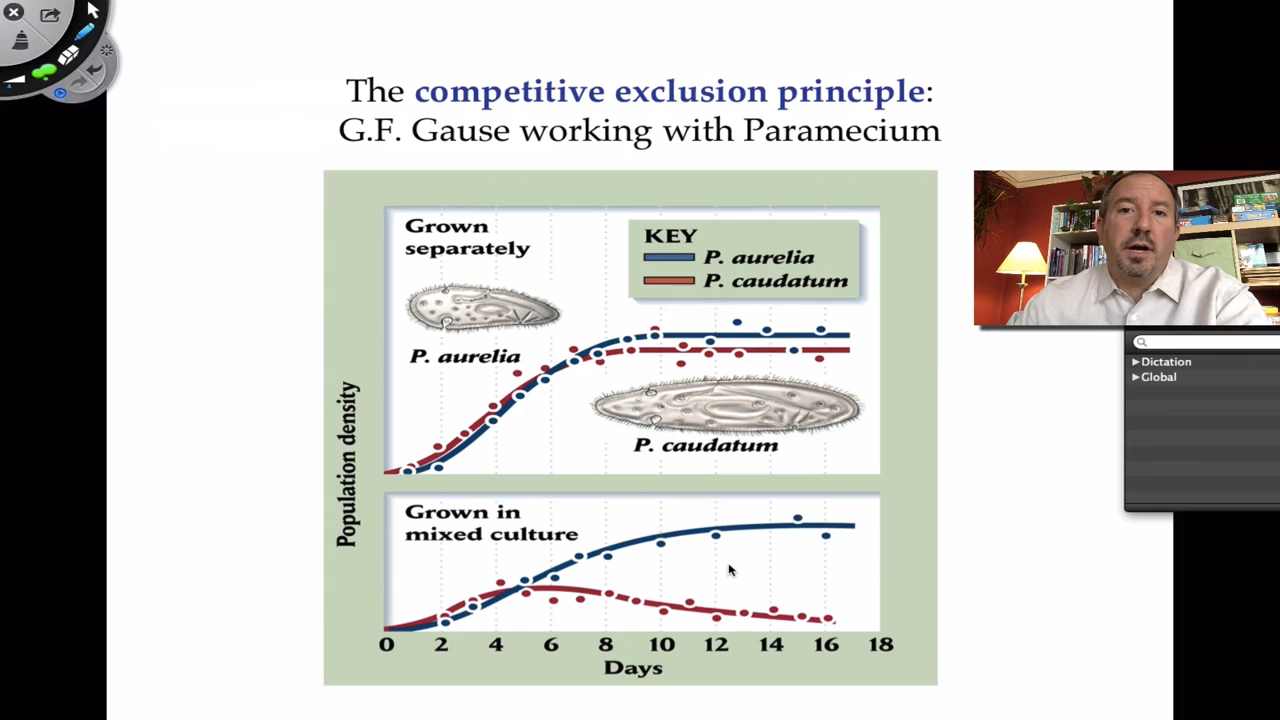 The competitive exclusion principle:
G.F. Gause working with Paramecium
Grown
separately
KEY
P. aurelia
P. caudatum
P. aurelia
P. caudatum
Population density
Grown in
mixed culture
0 2 4 6 8 10 12 14 16 18
Days
Dictation
Global